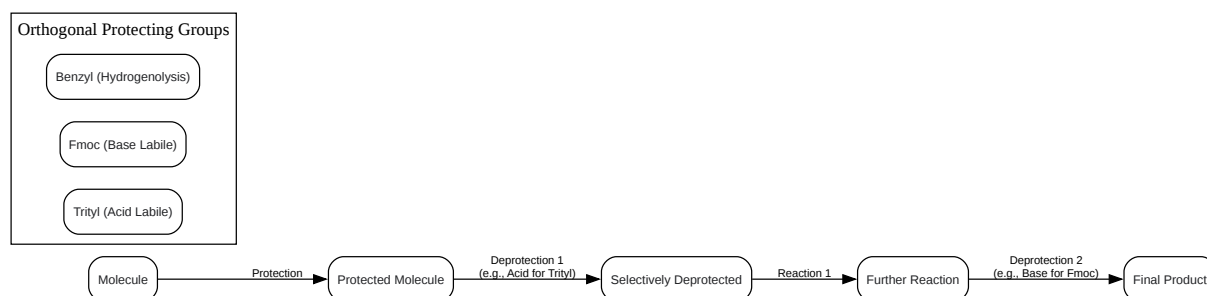 Orthogonal Protecting Groups
Benzyl (Hydrogenolysis)
Fmoc (Base Labile)
Trityl (Acid Labile)
Molecule
Protection
Protected Molecule
Deprotection 1
(e.g., Acid for Trityl)
Selectively Deprotected
Reaction 1
Further Reaction
Deprotection 2
(e.g., Base for Fmoc)
Final Product